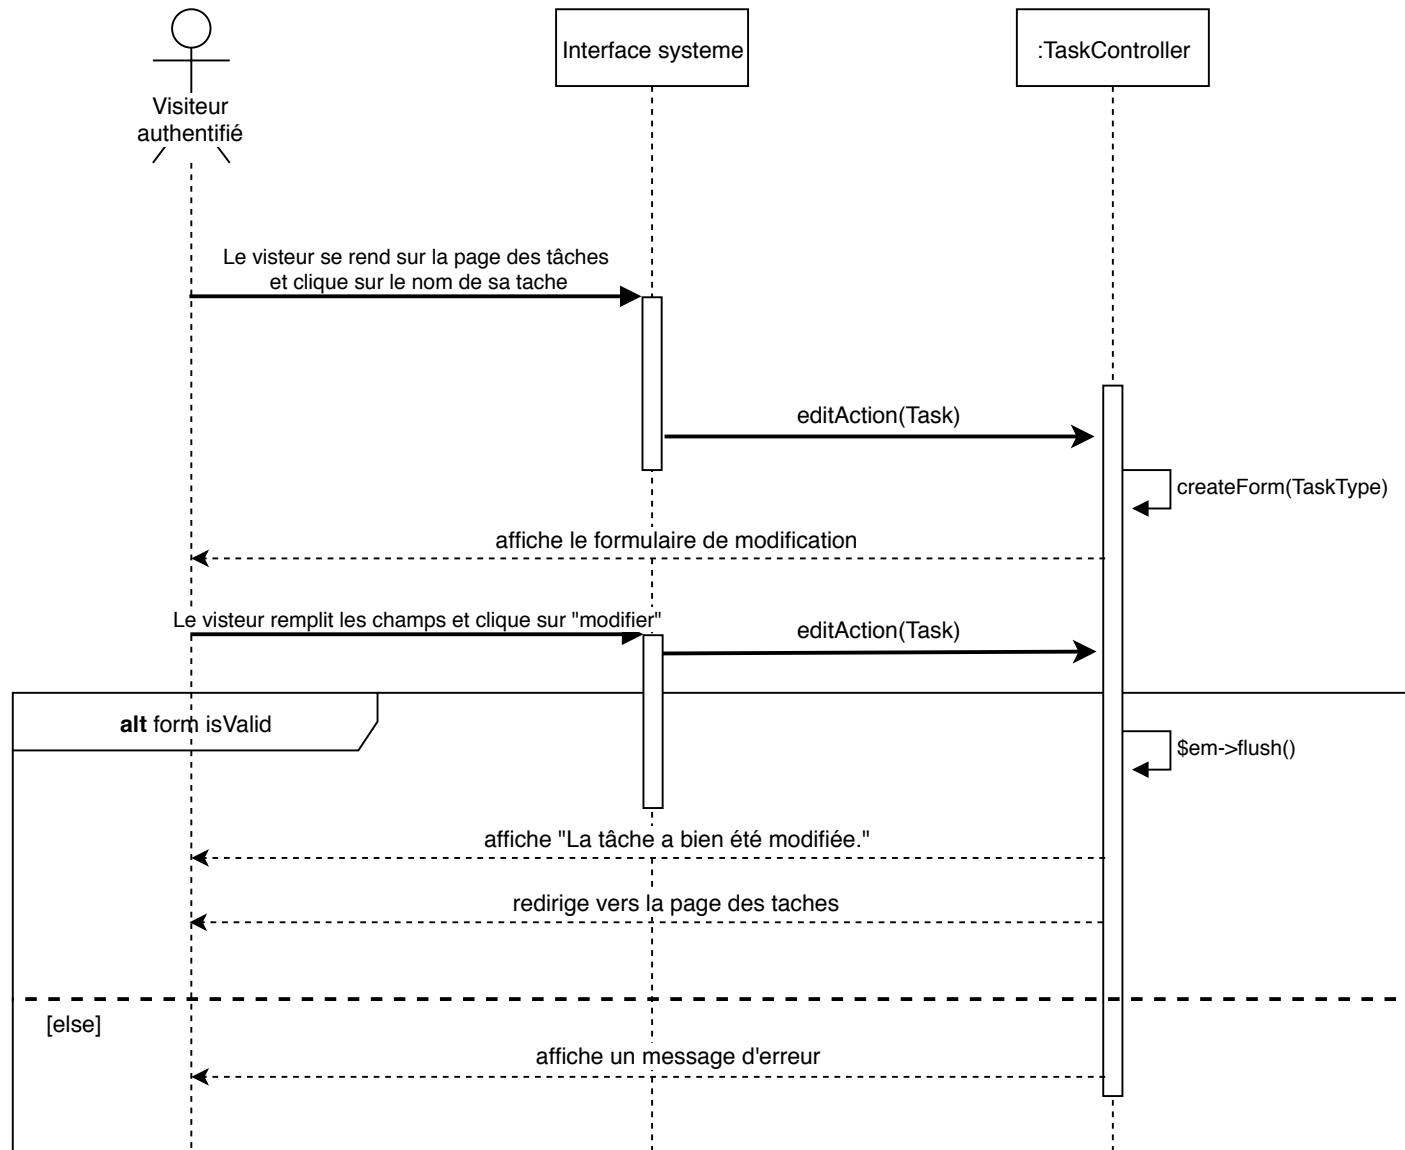 Visiteur
authentifié
Interface systeme
:TaskController
Le visteur se rend sur la page des tâches
et clique sur le nom de sa tache
editAction(Task)
createForm(TaskType)
affiche le formulaire de modification
Le visteur remplit les champs et clique sur "modifier"
editAction(Task)
alt form isValid
$em->flush()
affiche "La tâche a bien été modifiée."
redirige vers la page des taches
[else]
affiche un message d'erreur